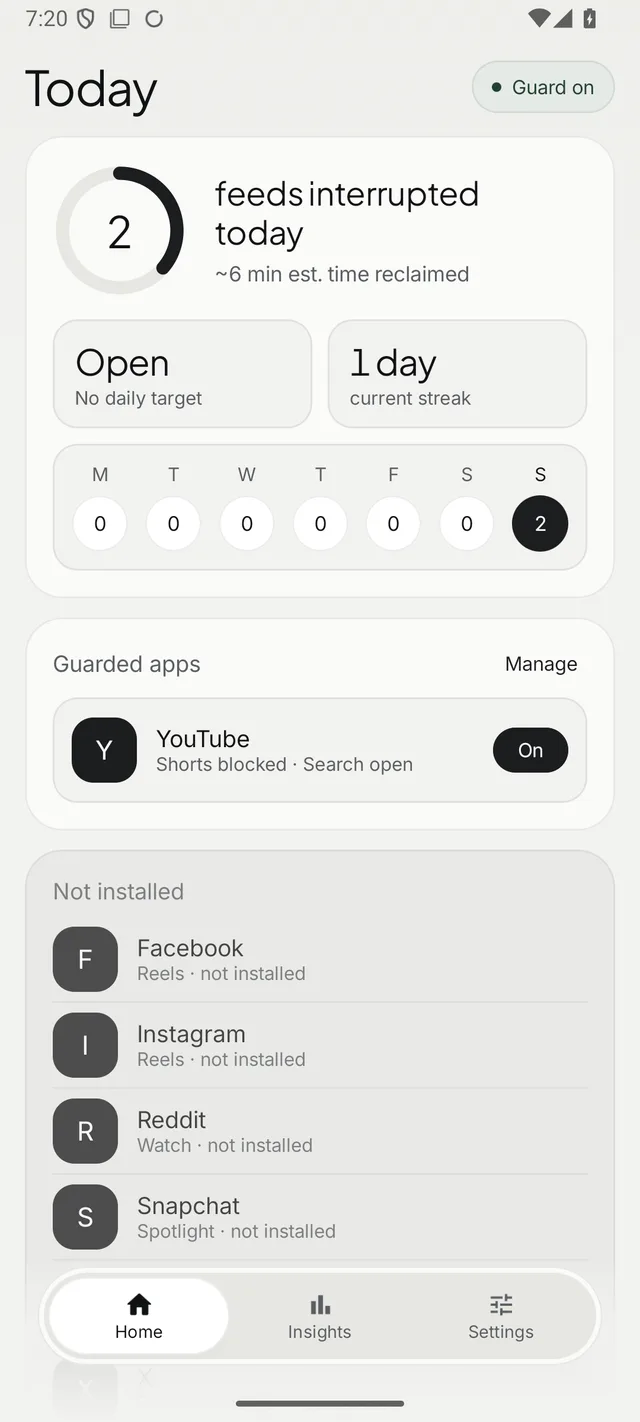 7:20
Today
Guard on
2
feeds interrupted
today
~6 min est. time reclaimed
Open
No daily target
1 day
current streak
M T W T F S S
0 0 0 0 0 0 2
Guarded apps
Manage
Y
YouTube
Shorts blocked · Search open
On
Not installed
F
Facebook
Reels · not installed
I
Instagram
Reels · not installed
R
Reddit
Watch · not installed
S
Snapchat
Spotlight · not installed
Home
Insights
Settings